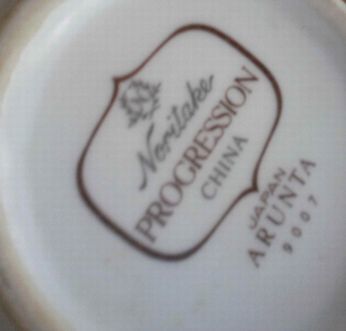 N
Noritake
PROGRESSION
CHINA
JAPAN
ARUNTA
9007